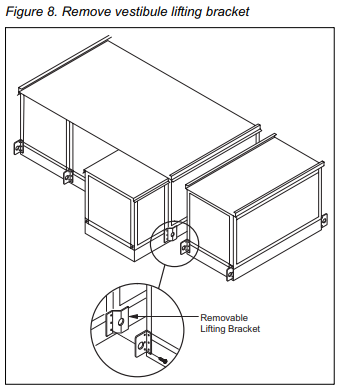 Figure 8. Remove vestibule lifting bracket
Removable
Lifting Bracket